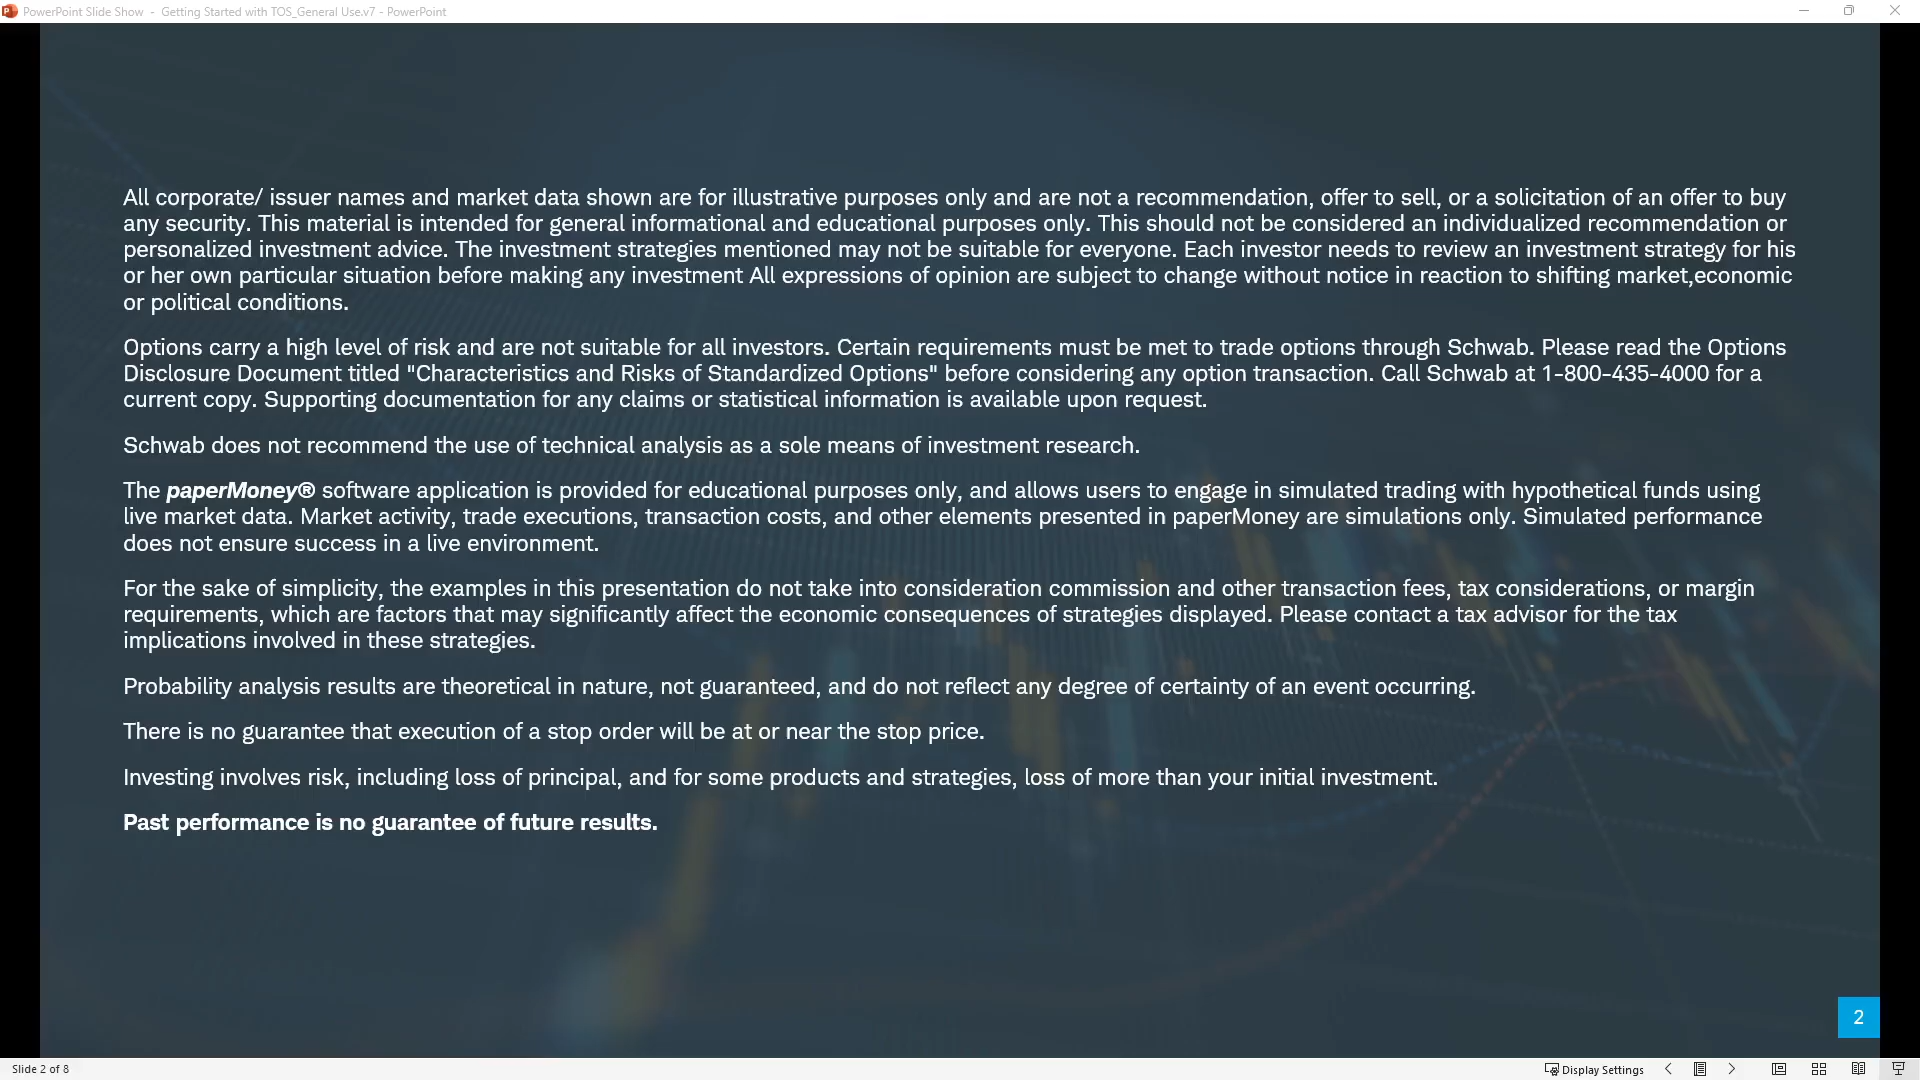 PowerPoint Slide Show - Getting Started with TOS_General Use.v7 - PowerPoint
All corporate/ issuer names and market data shown are for illustrative purposes only and are not a recommendation, offer to sell, or a solicitation of an offer to buy
any security. This material is intended for general informational and educational purposes only. This should not be considered an individualized recommendation or
personalized investment advice. The investment strategies mentioned may not be suitable for everyone. Each investor needs to review an investment strategy for his
or her own particular situation before making any investment All expressions of opinion are subject to change without notice in reaction to shifting market,economic
or political conditions.
Options carry a high level of risk and are not suitable for all investors. Certain requirements must be met to trade options through Schwab. Please read the Options
Disclosure Document titled "Characteristics and Risks of Standardized Options" before considering any option transaction. Call Schwab at 1-800-435-4000 for a
current copy. Supporting documentation for any claims or statistical information is available upon request.
Schwab does not recommend the use of technical analysis as a sole means of investment research.
The paperMoney® software application is provided for educational purposes only, and allows users to engage in simulated trading with hypothetical funds using
live market data. Market activity, trade executions, transaction costs, and other elements presented in paperMoney are simulations only. Simulated performance
does not ensure success in a live environment.
For the sake of simplicity, the examples in this presentation do not take into consideration commission and other transaction fees, tax considerations, or margin
requirements, which are factors that may significantly affect the economic consequences of strategies displayed. Please contact a tax advisor for the tax
implications involved in these strategies.
Probability analysis results are theoretical in nature, not guaranteed, and do not reflect any degree of certainty of an event occurring.
There is no guarantee that execution of a stop order will be at or near the stop price.
Investing involves risk, including loss of principal, and for some products and strategies, loss of more than your initial investment.
Past performance is no guarantee of future results.
2
Slide 2 of 8
Display Settings